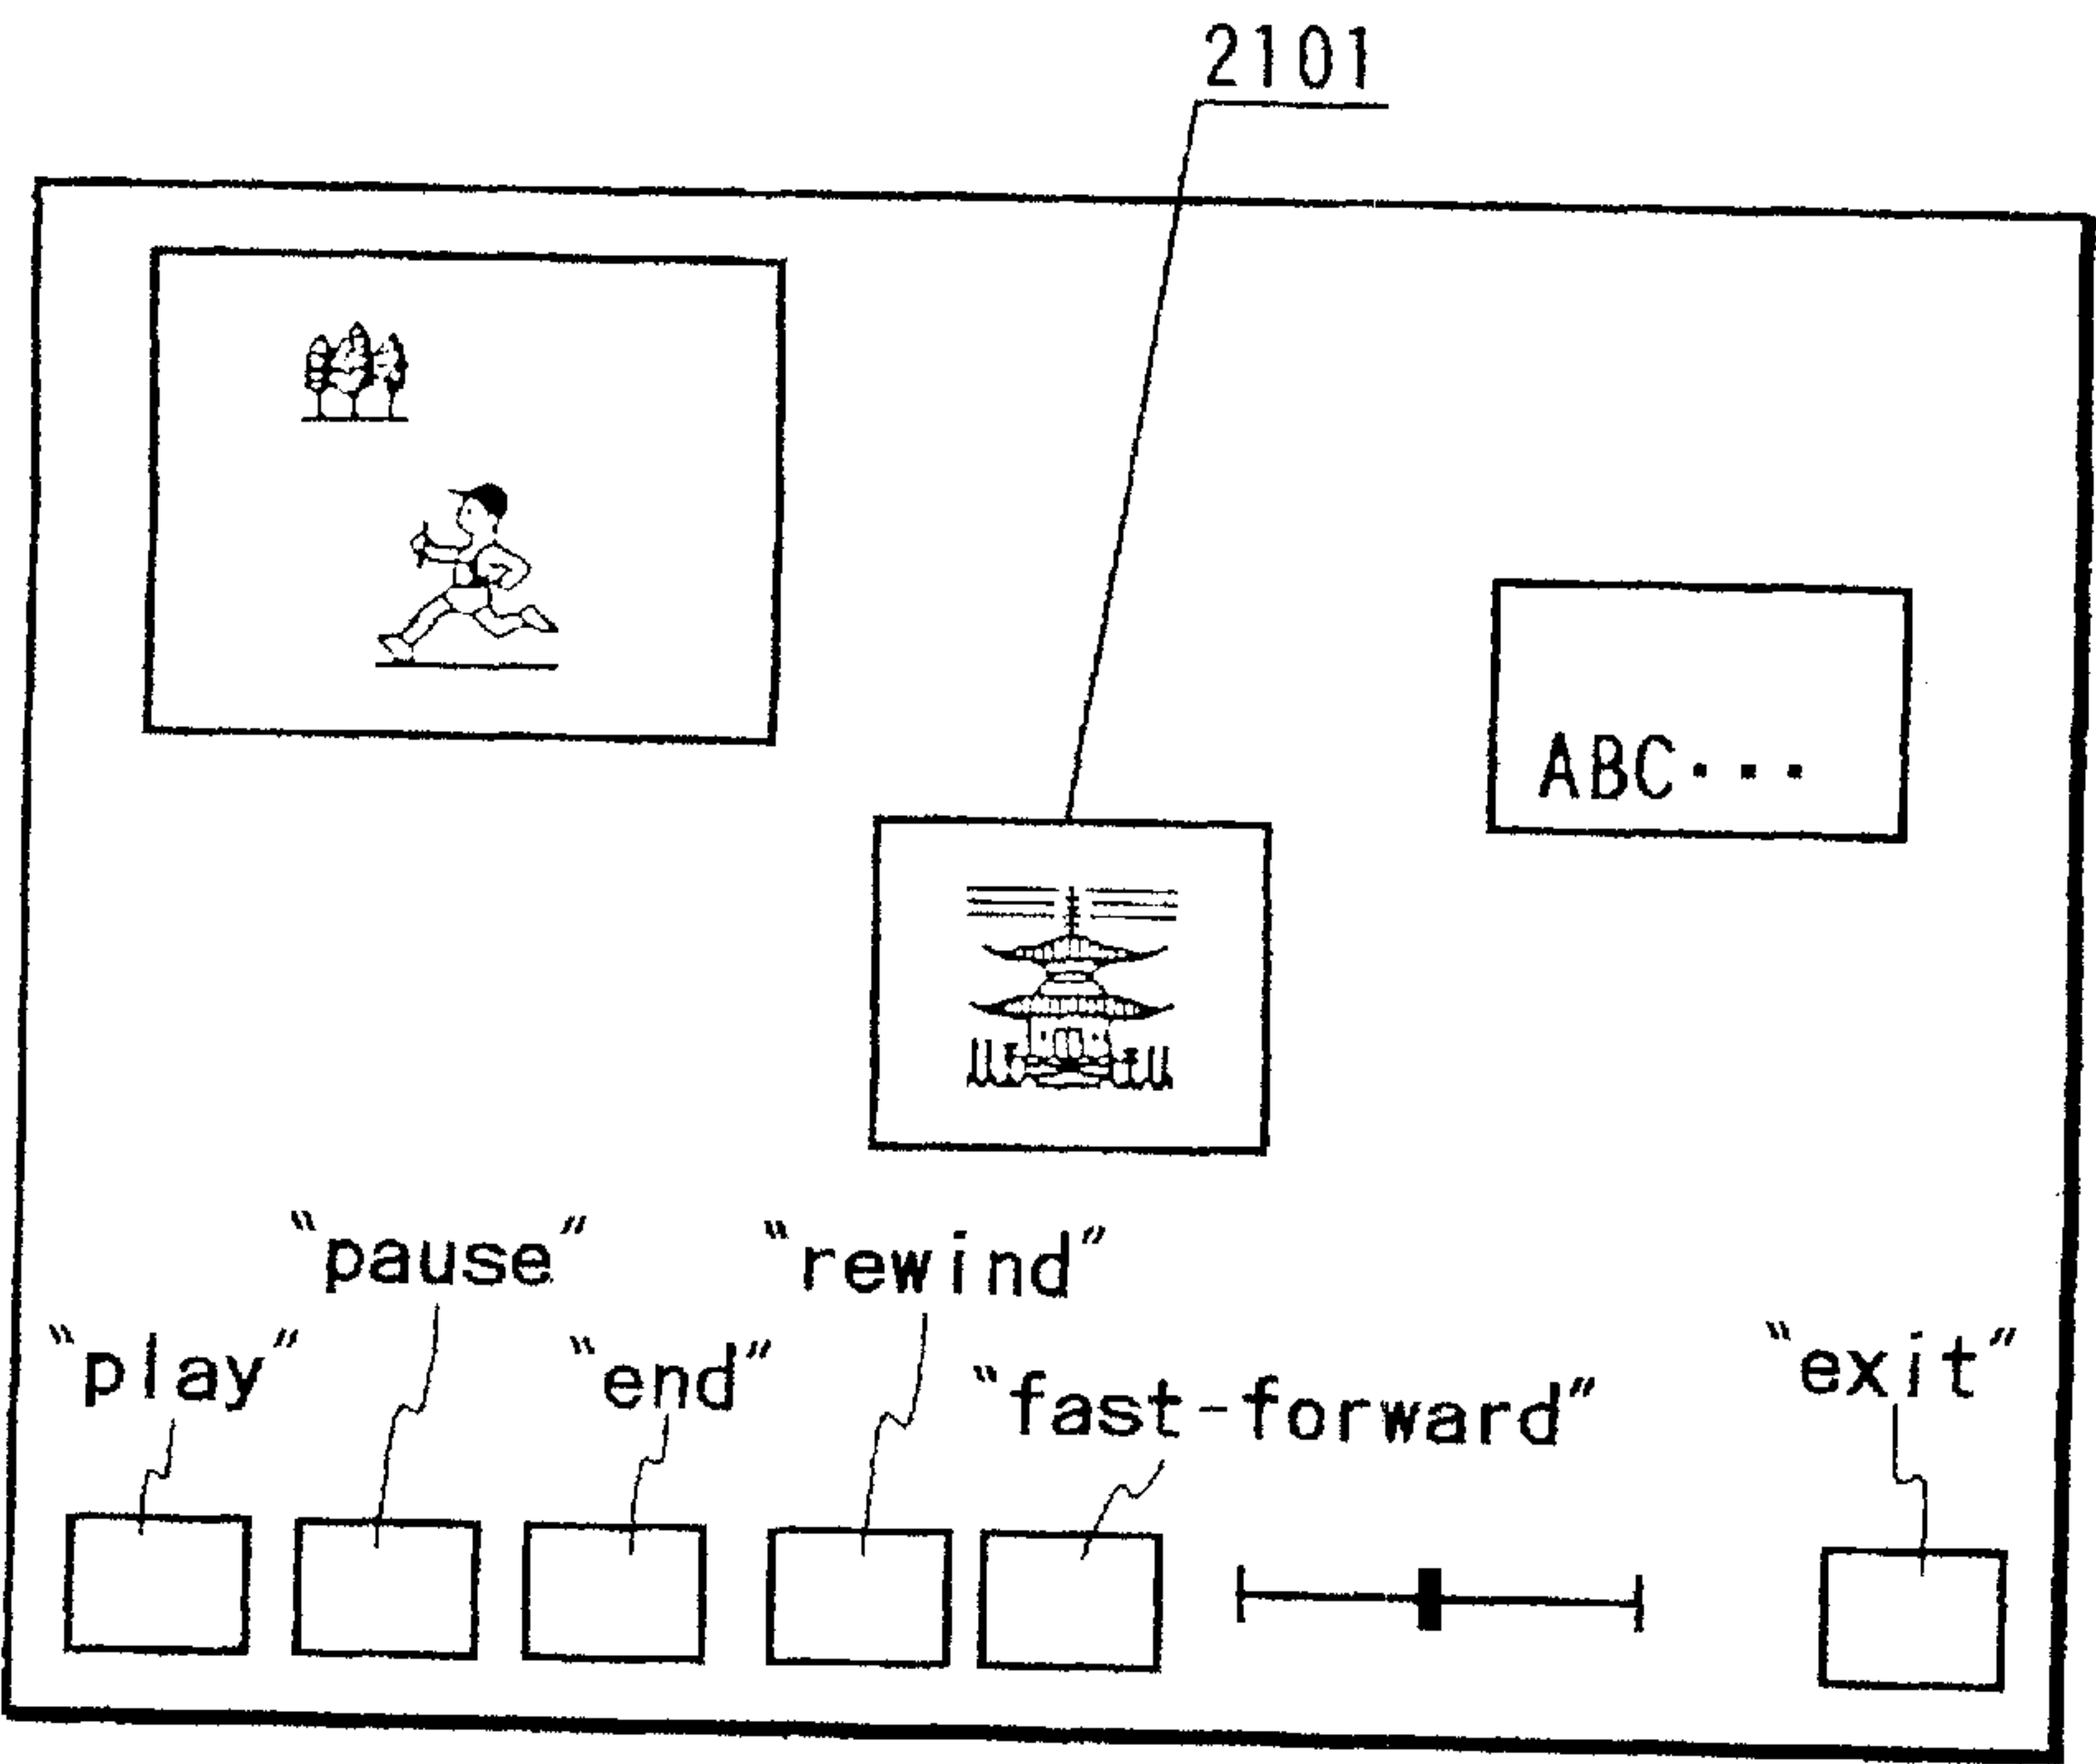 2101
ABC···
"pause"
"rewind"
"play"
"end"
"fast-forward"
"exit"